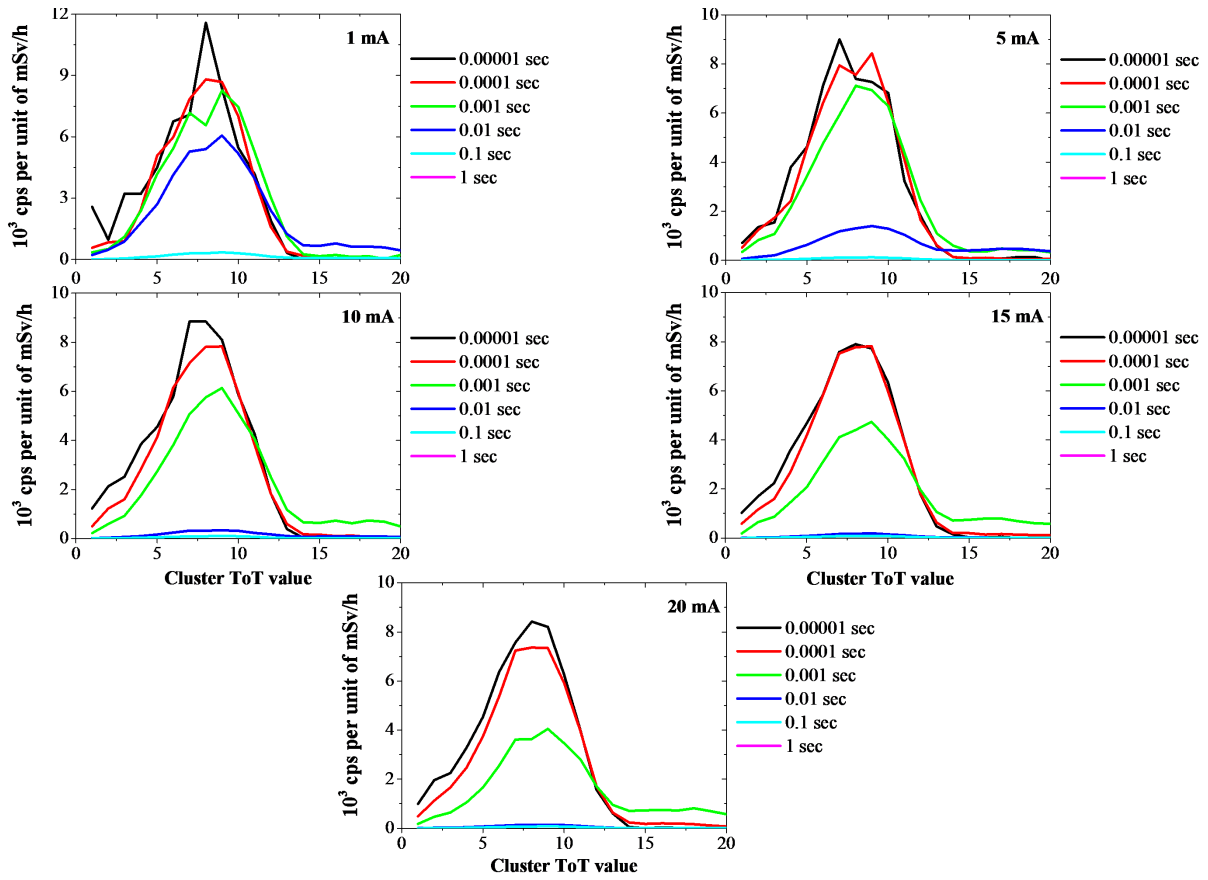 1 mA
12
9
6
3
0
0 5 10 15 20
10³ cps per unit of mSv/h
0.00001 sec
0.0001 sec
0.001 sec
0.01 sec
0.1 sec
1 sec
5 mA
10
8
6
4
2
0
0 5 10 15 20
10³ cps per unit of mSv/h
0.00001 sec
0.0001 sec
0.001 sec
0.01 sec
0.1 sec
1 sec
10 mA
10
8
6
4
2
0
0 5 10 15 20
10³ cps per unit of mSv/h
Cluster ToT value
0.00001 sec
0.0001 sec
0.001 sec
0.01 sec
0.1 sec
1 sec
15 mA
10
8
6
4
2
0
0 5 10 15 20
10³ cps per unit of mSv/h
Cluster ToT value
0.00001 sec
0.0001 sec
0.001 sec
0.01 sec
0.1 sec
1 sec
20 mA
10
8
6
4
2
0
0 5 10 15 20
10³ cps per unit of mSv/h
Cluster ToT value
0.00001 sec
0.0001 sec
0.001 sec
0.01 sec
0.1 sec
1 sec